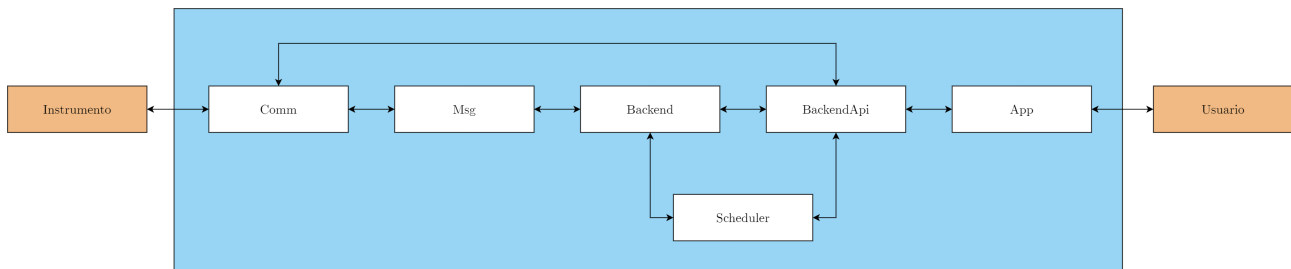 Instrumento
Comm
Msg
Backend
BackendApi
App
Usuario
Scheduler